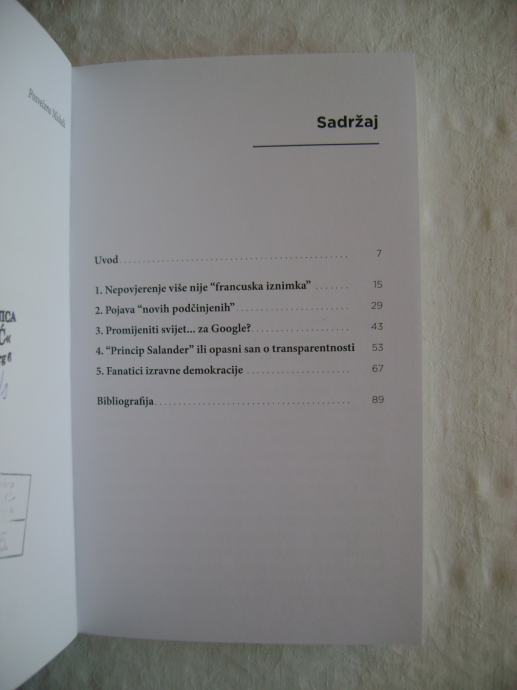 Sadržaj
Uvod 7
1. Nepovjerenje više nije “francuska iznimka” 15
2. Pojava “novih podčinjenih” 29
3. Promijeniti svijet... za Google? 43
4. “Princip Salander” ili opasni san o transparentnosti 53
5. Fanatici izravne demokracije 67
Bibliografija 89